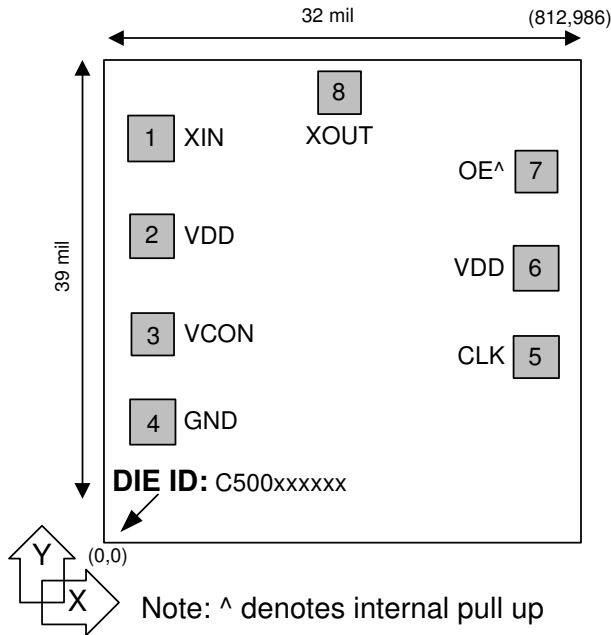 32 mil
(812,986)
8
XOUT
1 XIN
OE^ 7
2 VDD
VDD 6
39 mil
3 VCON
CLK 5
4 GND
DIE ID: C500xxxxxx
(0,0)
Y
X
Note: ^ denotes internal pull up